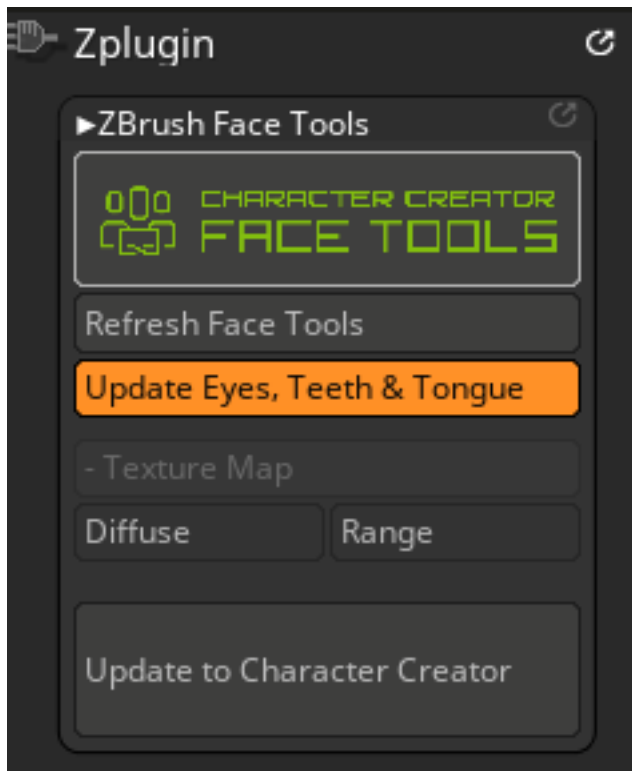 Zplugin
▶ZBrush Face Tools
CHARACTER CREATOR
FACE TOOLS
Refresh Face Tools
Update Eyes, Teeth & Tongue
- Texture Map
Diffuse Range
Update to Character Creator